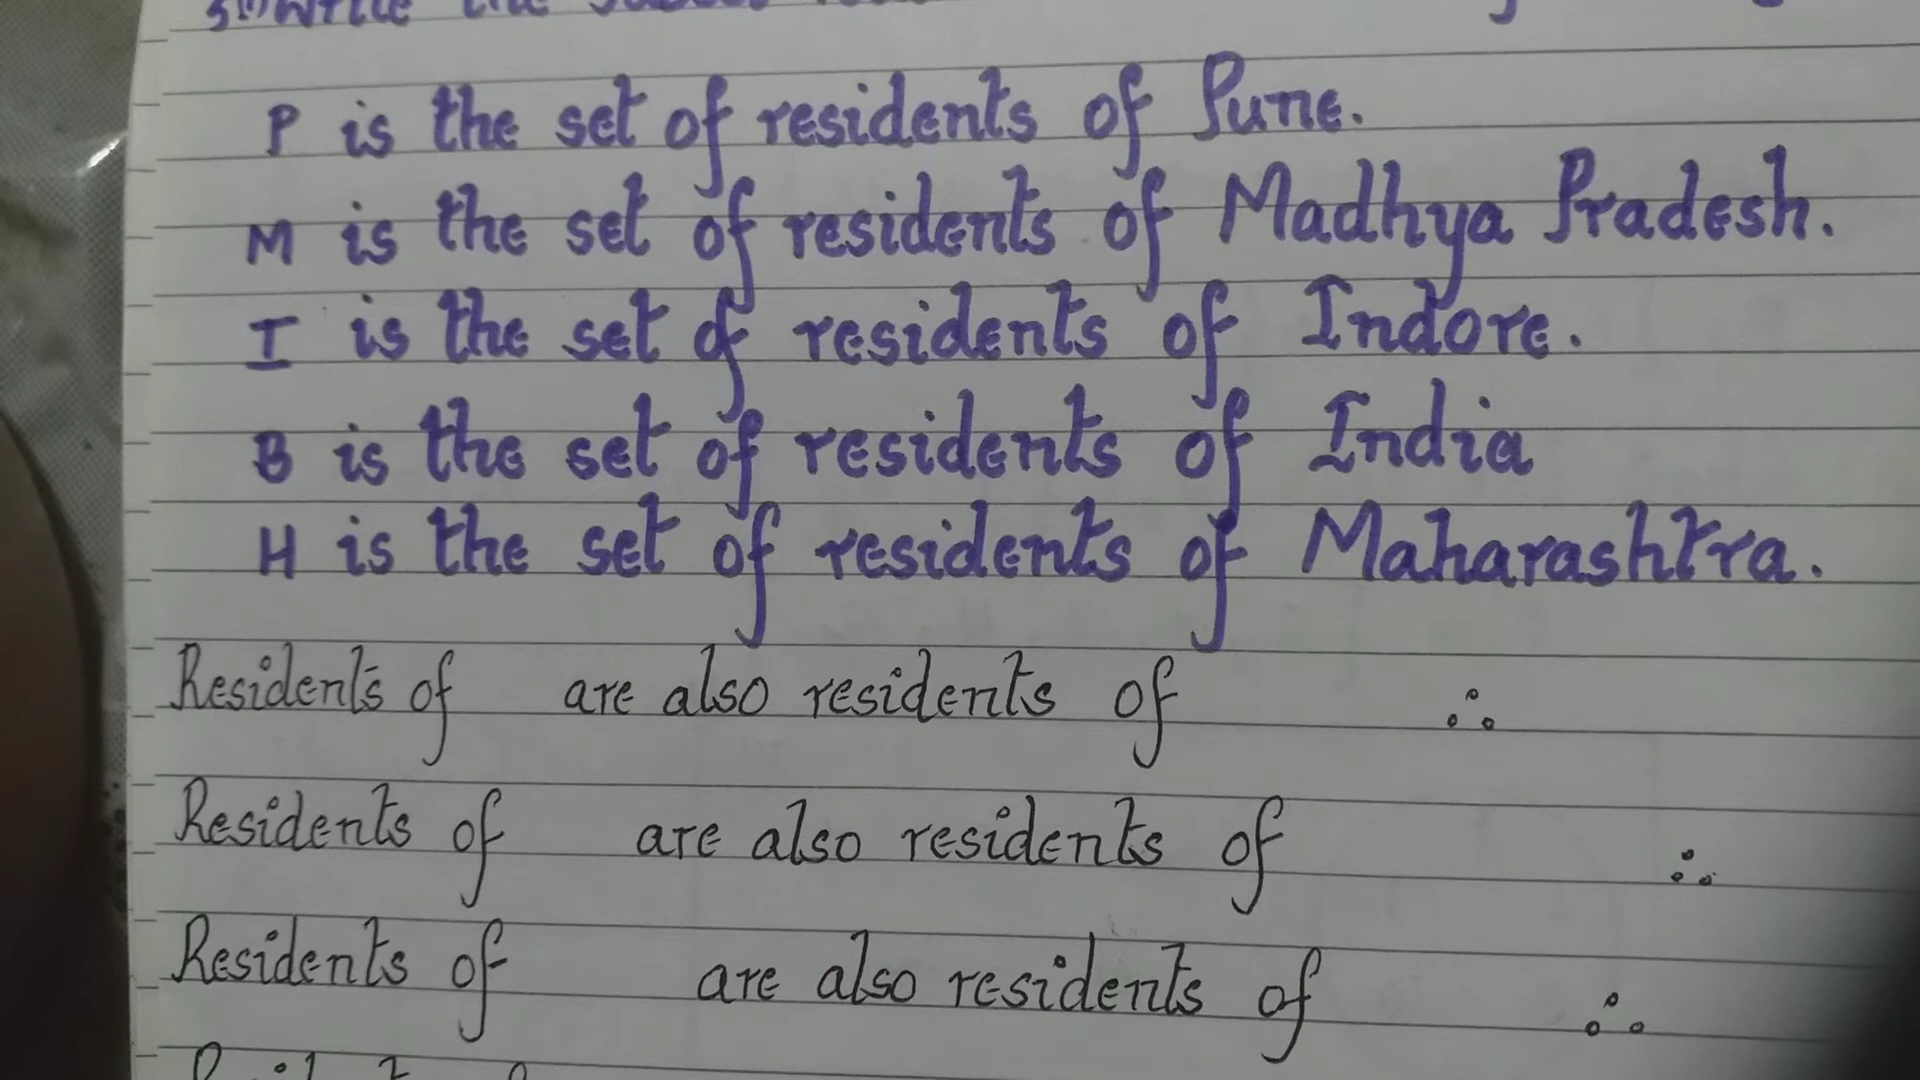 P is the set of residents of Pune.
M is the set of residents of Madhya Pradesh.
I is the set of residents of Indore.
B is the set of residents of India
H is the set of residents of Maharashtra.
Residents of are also residents of ∴
Residents of are also residents of ∴
Residents of are also residents of ∴